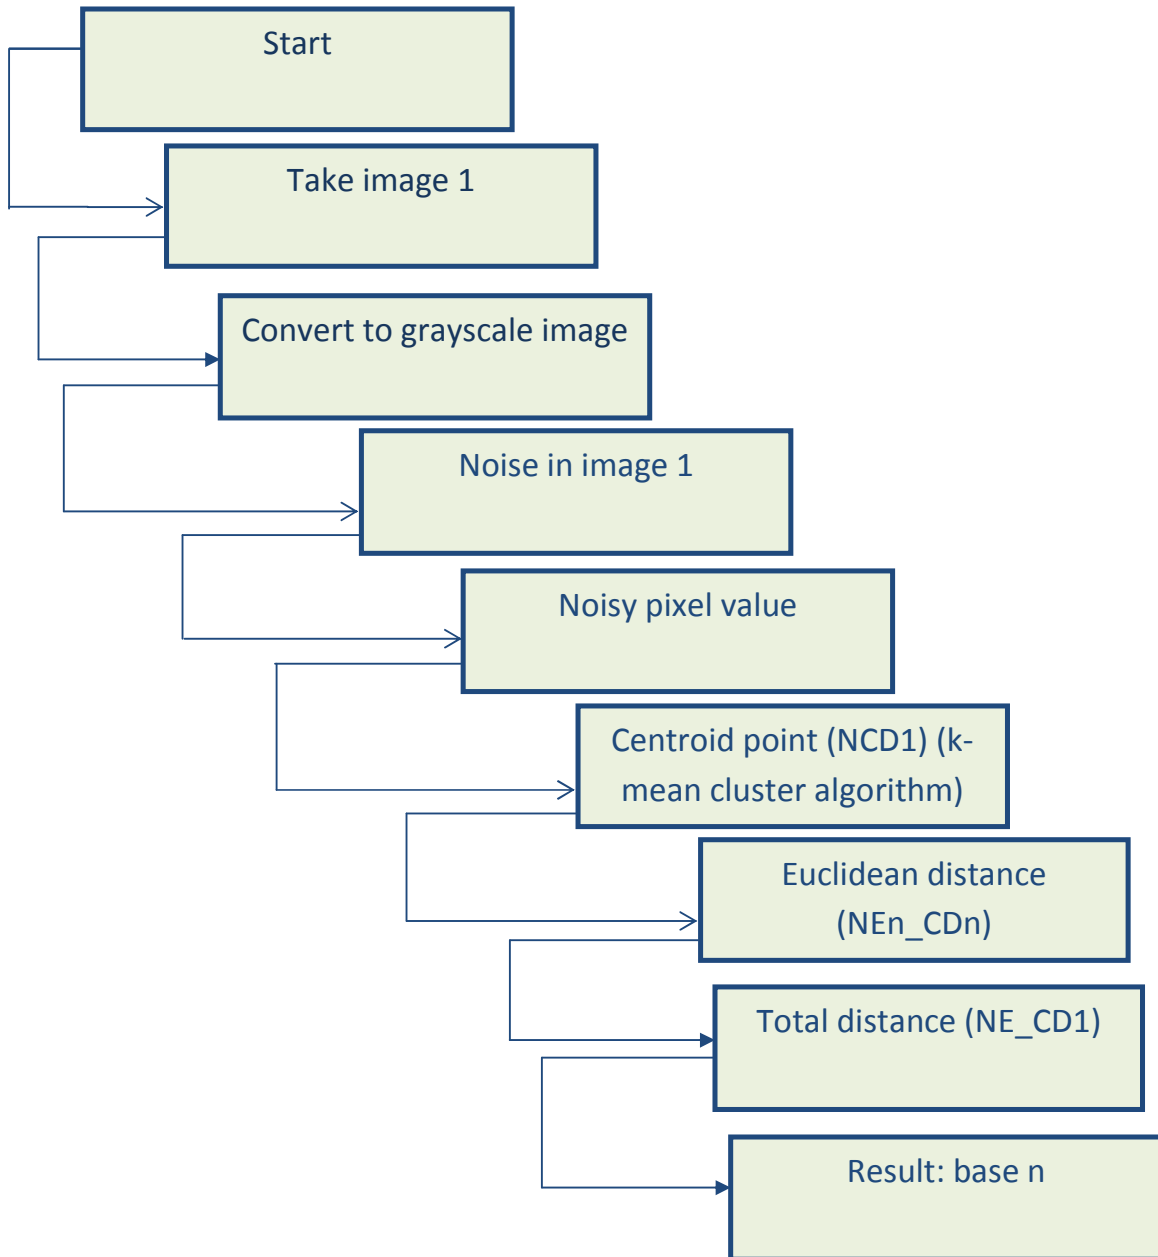 Start
Take image 1
Convert to grayscale image
Noise in image 1
Noisy pixel value
Centroid point (NCD1) (k-
mean cluster algorithm)
Euclidean distance
(NEn_CDn)
Total distance (NE_CD1)
Result: base n